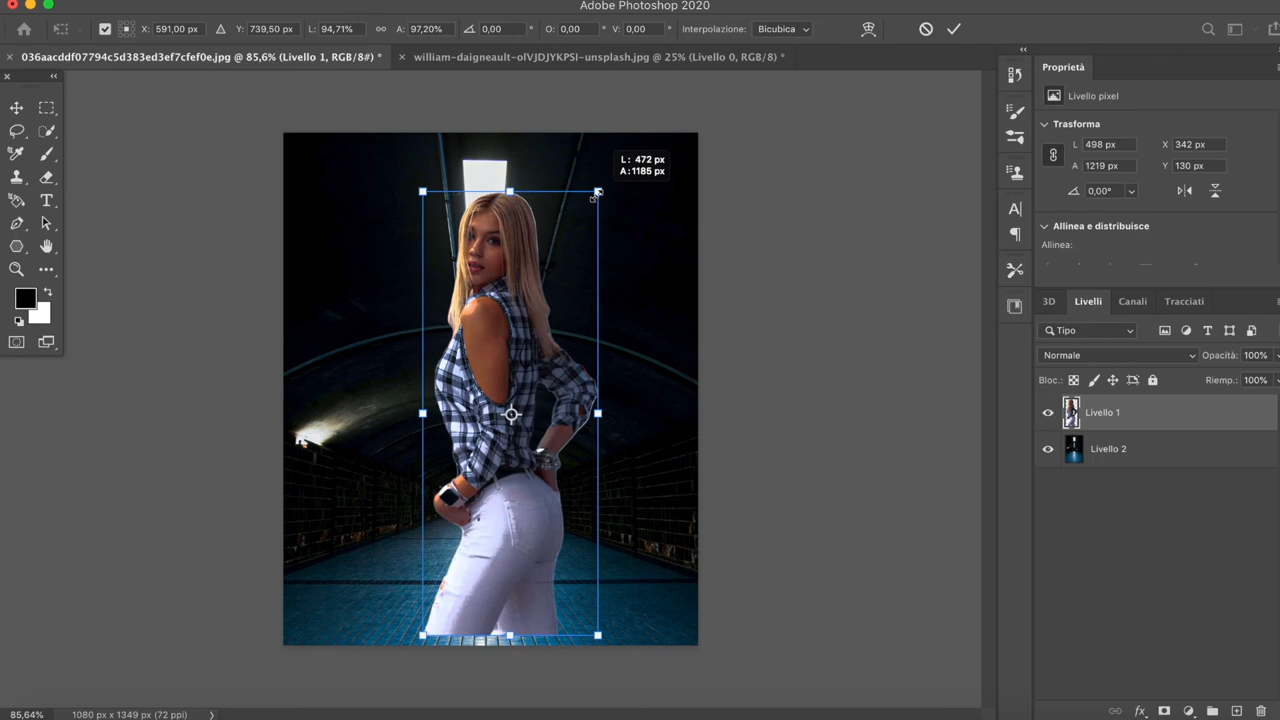 Adobe Photoshop 2020
X: 591,00 px Y: 739,50 px L: 94,71% A: 97,20% 0,00 ° O: 0,00 ° V: 0,00 ° Interpolazione: Bicubica
036aacddf07794c5d383ed3ef7cfef0e.jpg @ 85,6% (Livello 1, RGB/8#) * william-daigneault-oIVJDJYKPSI-unsplash.jpg @ 25% (Livello 0, RGB/8) *
Proprietà
Livello pixel
Trasforma
L 498 px X 342 px
A 1219 px Y 130 px
0,00°
Allinea e distribuisce
Allinea:
L: 472 px
A: 1185 px
3D Livelli Canali Tracciati
Tipo
Normale Opacità: 100%
Bloc.: Riemp.: 100%
Livello 1
Livello 2
85,64% 1080 px x 1349 px (72 ppi)